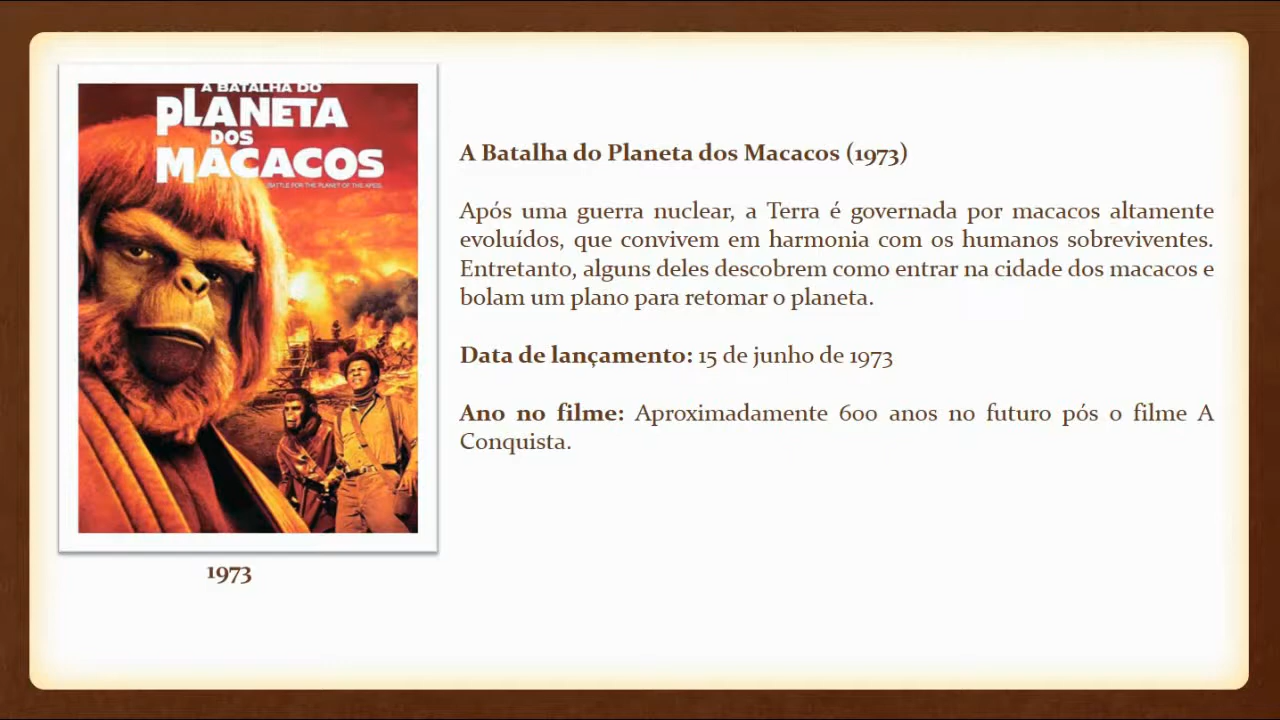 A BATALHA DO
PLANETA
DOS
MACACOS
BATTLE FOR THE PLANET OF THE APES
1973
A Batalha do Planeta dos Macacos (1973)
Após uma guerra nuclear, a Terra é governada por macacos altamente
evoluídos, que convivem em harmonia com os humanos sobreviventes.
Entretanto, alguns deles descobrem como entrar na cidade dos macacos e
bolam um plano para retomar o planeta.
Data de lançamento: 15 de junho de 1973
Ano no filme: Aproximadamente 600 anos no futuro pós o filme A
Conquista.